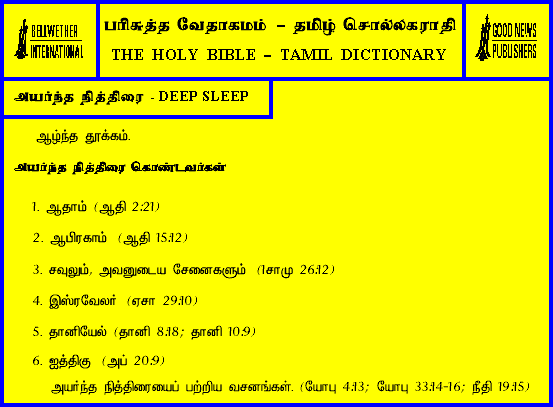 BELLWETHER
INTERNATIONAL
பரிசுத்த வேதாகமம் – தமிழ் சொல்லகராதி
THE HOLY BIBLE – TAMIL DICTIONARY
GOOD NEWS
PUBLISHERS
அயர்ந்த நித்திரை - DEEP SLEEP
ஆழ்ந்த தூக்கம்.
அயர்ந்த நித்திரை கொண்டவர்கள்
1. ஆதாம் (ஆதி 2:21)
2. ஆபிரகாம் (ஆதி 15:12)
3. சவுலும், அவனுடைய சேனைகளும் (1சாமு 26:12)
4. இஸ்ரவேலர் (ஏசா 29:10)
5. தானியேல் (தானி 8:18; தானி 10:9)
6. ஐத்திகு (அப் 20:9)
அயர்ந்த நித்திரையைப் பற்றிய வசனங்கள். (யோபு 4:13; யோபு 33:14-16; நீதி 19:15)